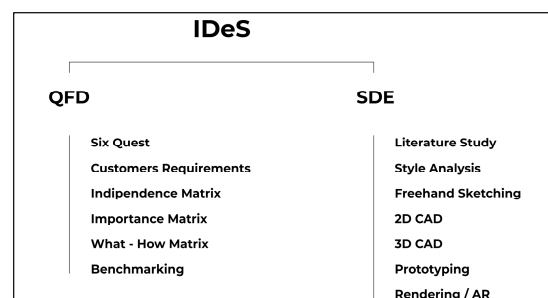 IDeS
QFD
Six Quest
Customers Requirements
Indipendence Matrix
Importance Matrix
What - How Matrix
Benchmarking
SDE
Literature Study
Style Analysis
Freehand Sketching
2D CAD
3D CAD
Prototyping
Rendering / AR